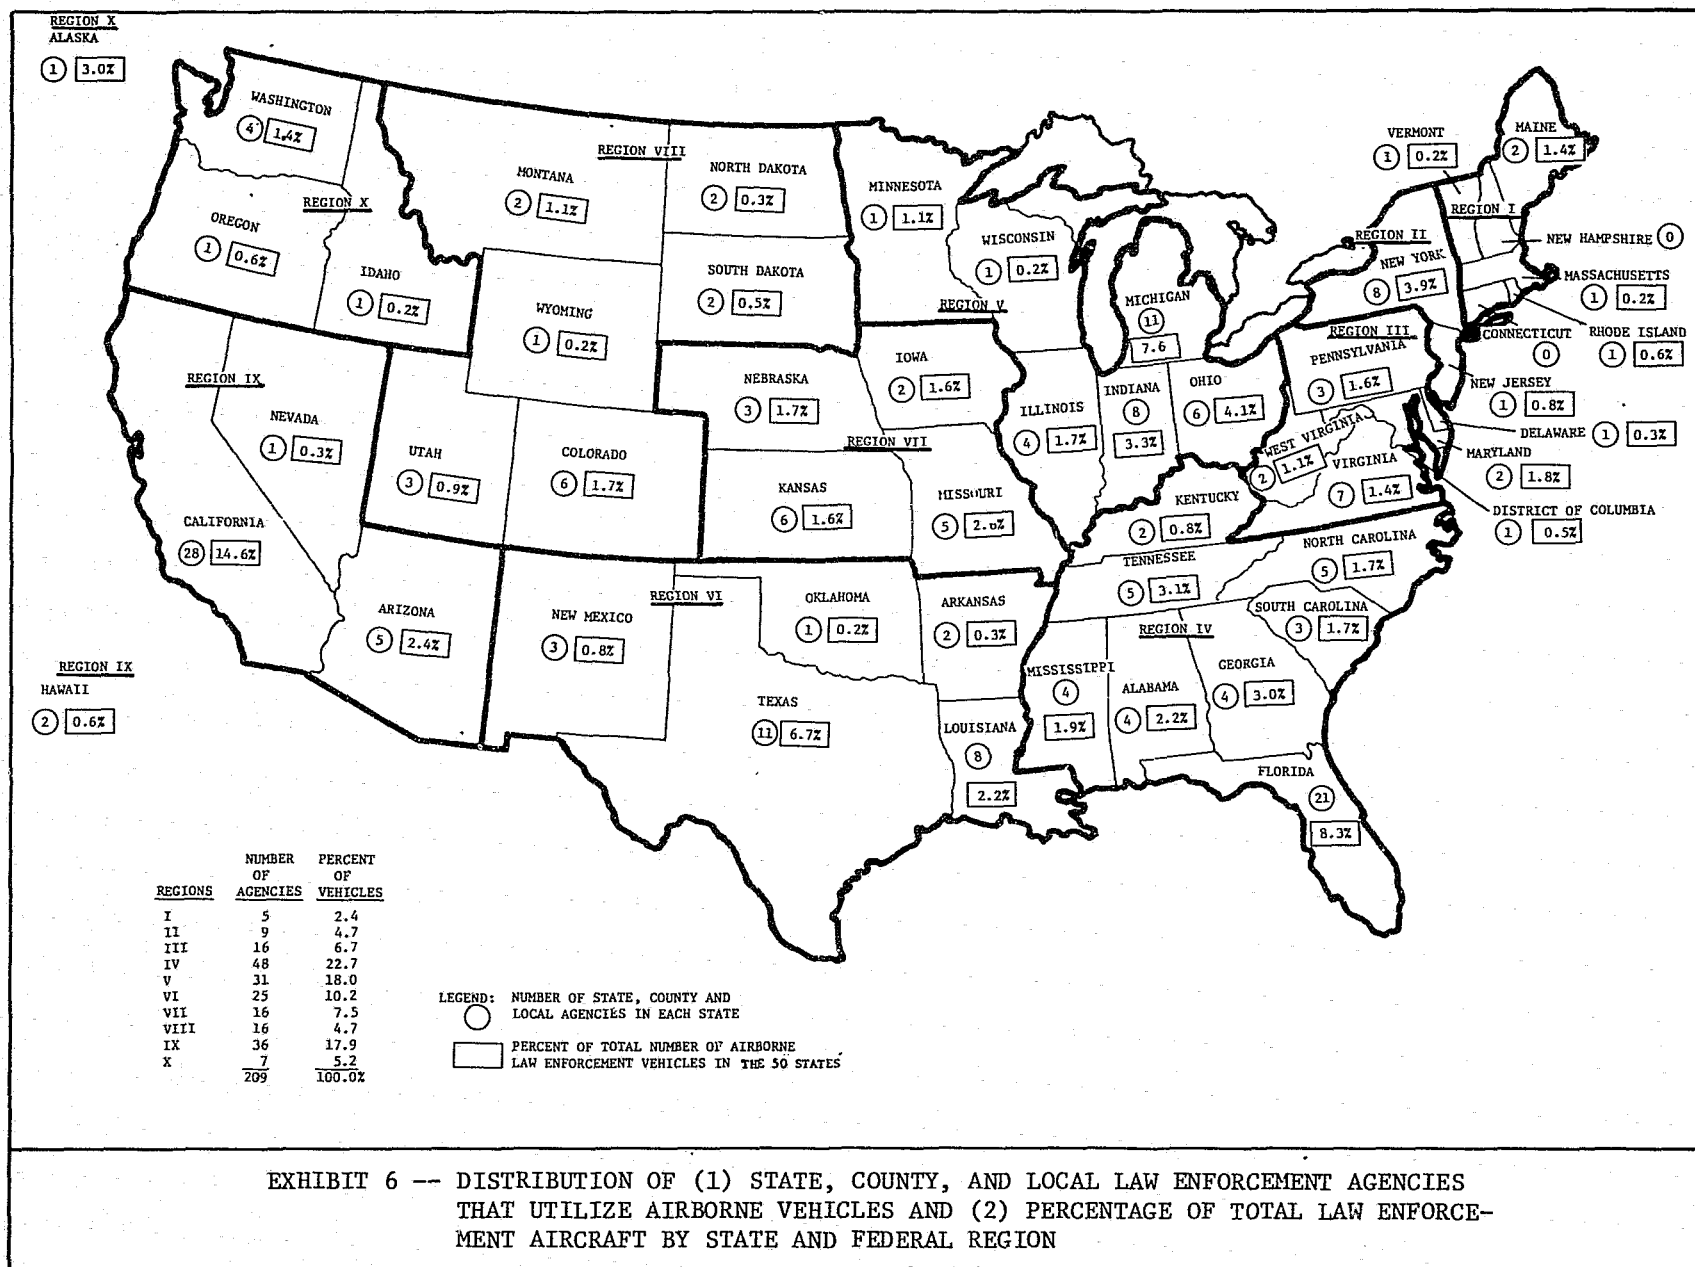 REGION X
ALASKA
1 3.0%
WASHINGTON
4 1.4%
REGION X
OREGON
1 0.6%
IDAHO
1 0.2%
MONTANA
2 1.1%
REGION VIII
NORTH DAKOTA
2 0.3%
SOUTH DAKOTA
2 0.5%
WYOMING
1 0.2%
UTAH
3 0.9%
COLORADO
6 1.7%
REGION IX
NEVADA
1 0.3%
CALIFORNIA
28 14.6%
ARIZONA
5 2.4%
REGION IX
HAWAII
2 0.6%
NEBRASKA
3 1.7%
REGION VII
IOWA
2 1.6%
KANSAS
6 1.6%
MISSOURI
5
REGION VI
NEW MEXICO
3 0.8%
OKLAHOMA
1 0.2%
ARKANSAS
2 0.3%
TEXAS
11 6.7%
LOUISIANA
8
2.2%
MINNESOTA
1 1.1%
WISCONSIN
1 0.2%
REGION V
MICHIGAN
11
7.6
ILLINOIS
4 1.7%
INDIANA
8
3.3%
OHIO
6 4.1%
KENTUCKY
2 0.8%
TENNESSEE
5 3.1%
NORTH CAROLINA
5 1.7%
SOUTH CAROLINA
3 1.7%
REGION IV
MISSISSIPPI
4
1.9%
ALABAMA
4 2.2%
GEORGIA
4 3.0%
FLORIDA
21
8.3%
VERMONT
1 0.2%
MAINE
2 1.4%
REGION I
NEW HAMPSHIRE 0
MASSACHUSETTS
1 0.2%
RHODE ISLAND
1 0.6%
CONNECTICUT
0
REGION II
NEW YORK
8 3.9%
NEW JERSEY
1 0.8%
REGION III
PENNSYLVANIA
3 1.6%
DELAWARE 1 0.3%
MARYLAND
2 1.8%
WEST VIRGINIA
2 1.1%
VIRGINIA
7 1.4%
DISTRICT OF COLUMBIA
1 0.5%
NUMBER PERCENT
OF OF
REGIONS AGENCIES VEHICLES
I 5 2.4
II 9 4.7
III 16 6.7
IV 48 22.7
V 31 18.0
VI 25 10.2
VII 16 7.5
VIII 16 4.7
IX 36 17.9
X 7 5.2
209 100.0%
LEGEND: NUMBER OF STATE, COUNTY AND
LOCAL AGENCIES IN EACH STATE
PERCENT OF TOTAL NUMBER OF AIRBORNE
LAW ENFORCEMENT VEHICLES IN THE 50 STATES
EXHIBIT 6 -- DISTRIBUTION OF (1) STATE, COUNTY, AND LOCAL LAW ENFORCEMENT AGENCIES
THAT UTILIZE AIRBORNE VEHICLES AND (2) PERCENTAGE OF TOTAL LAW ENFORCE-
MENT AIRCRAFT BY STATE AND FEDERAL REGION